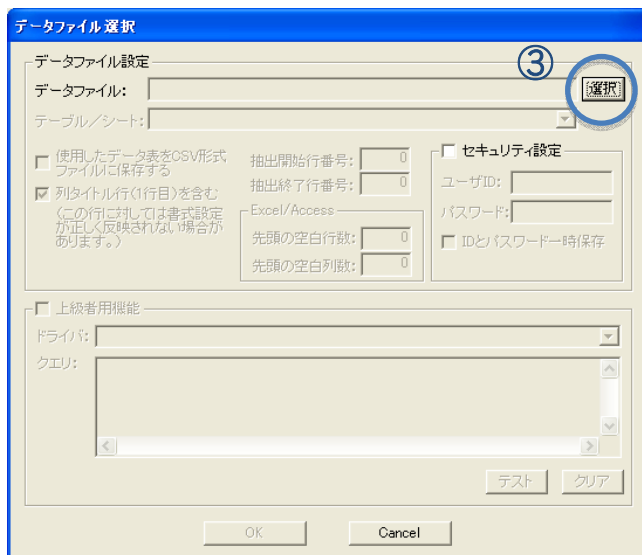 データファイル選択
データファイル設定
③
データファイル:
選択
テーブル/シート:
使用したデータ表をCSV形式
ファイルに保存する
列タイトル行(1行目)を含む
(この行に対しては書式設定
が正しく反映されない場合が
あります。)
抽出開始行番号: 0
抽出終了行番号: 0
Excel/Access
先頭の空白行数: 0
先頭の空白列数: 0
セキュリティ設定
ユーザID:
パスワード:
IDとパスワード一時保存
上級者用機能
ドライバ:
クエリ:
テスト
クリア
OK
Cancel